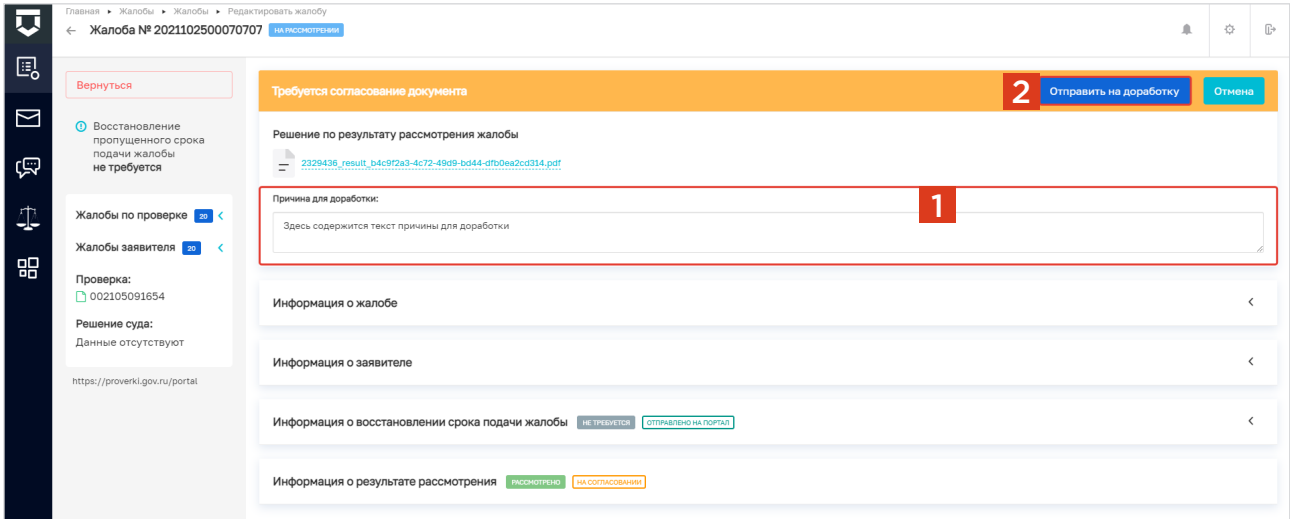 Главная ▸ Жалобы ▸ Жалобы ▸ Редактировать жалобу
← Жалоба № 2021102500070707 НА РАССМОТРЕНИИ
Вернуться
Восстановление
пропущенного срока
подачи жалобы
не требуется
Жалобы по проверке 20
Жалобы заявителя 20
Проверка:
002105091654
Решение суда:
Данные отсутствуют
https://proverki.gov.ru/portal
Требуется согласование документа
2 Отправить на доработку
Отмена
Решение по результату рассмотрения жалобы
2329436_result_b4c9f2a3-4c72-49d9-bd44-dfb0ea2cd314.pdf
Причина для доработки:
1
Здесь содержится текст причины для доработки
Информация о жалобе
Информация о заявителе
Информация о восстановлении срока подачи жалобы НЕ ТРЕБУЕТСЯ ОТПРАВЛЕНО НА ПОРТАЛ
Информация о результате рассмотрения РАССМОТРЕНО НА СОГЛАСОВАНИИ